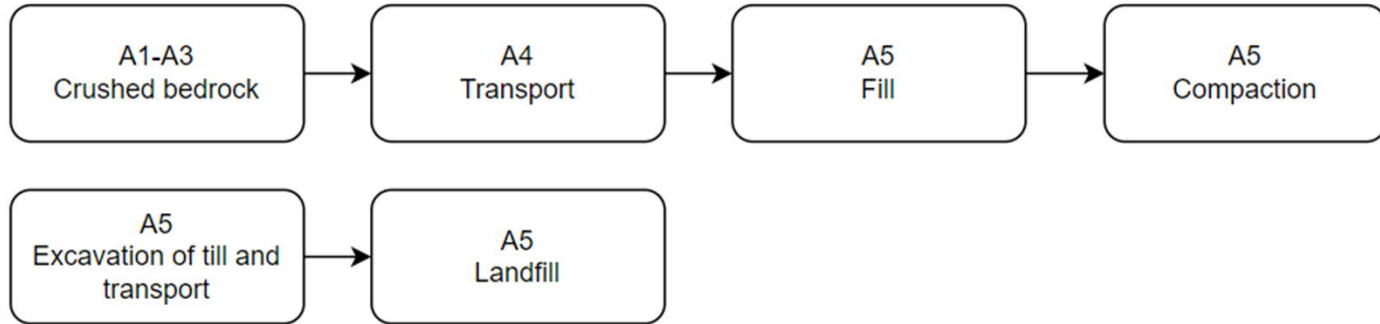 A1-A3
Crushed bedrock
A4
Transport
A5
Fill
A5
Compaction
A5
Excavation of till and
transport
A5
Landfill